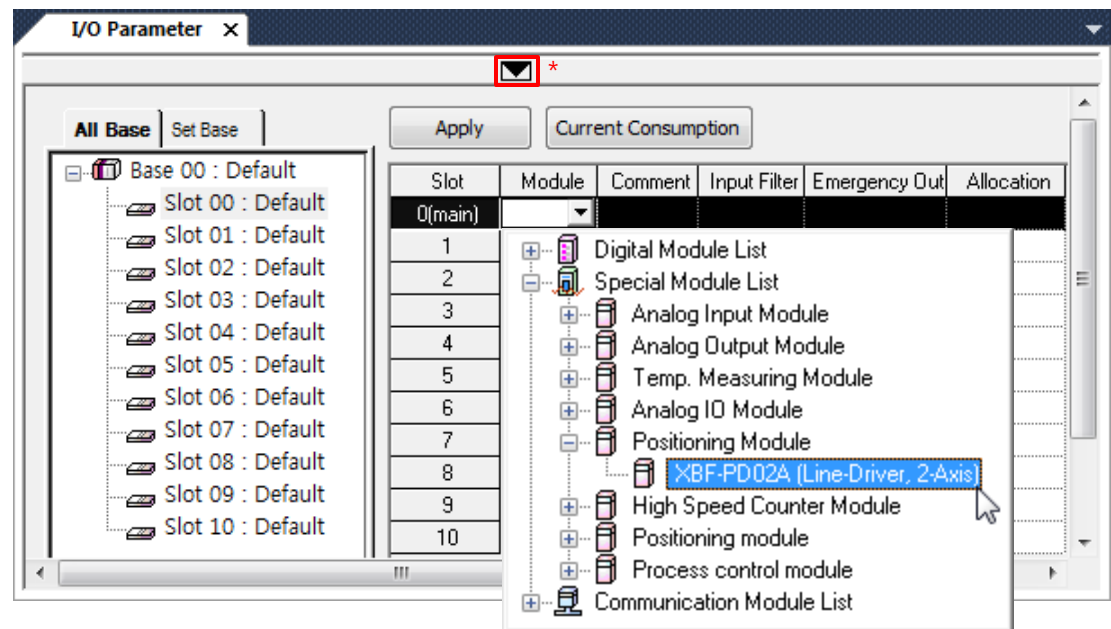 I/O Parameter
*
All Base Set Base
Apply Current Consumption
Base 00 : Default
Slot 00 : Default
Slot 01 : Default
Slot 02 : Default
Slot 03 : Default
Slot 04 : Default
Slot 05 : Default
Slot 06 : Default
Slot 07 : Default
Slot 08 : Default
Slot 09 : Default
Slot 10 : Default
Slot Module Comment Input Filter Emergency Out Allocation
0(main)
1
2
3
4
5
6
7
8
9
10
Digital Module List
Special Module List
Analog Input Module
Analog Output Module
Temp. Measuring Module
Analog IO Module
Positioning Module
XBF-PD02A (Line-Driver, 2-Axis)
High Speed Counter Module
Positioning module
Process control module
Communication Module List